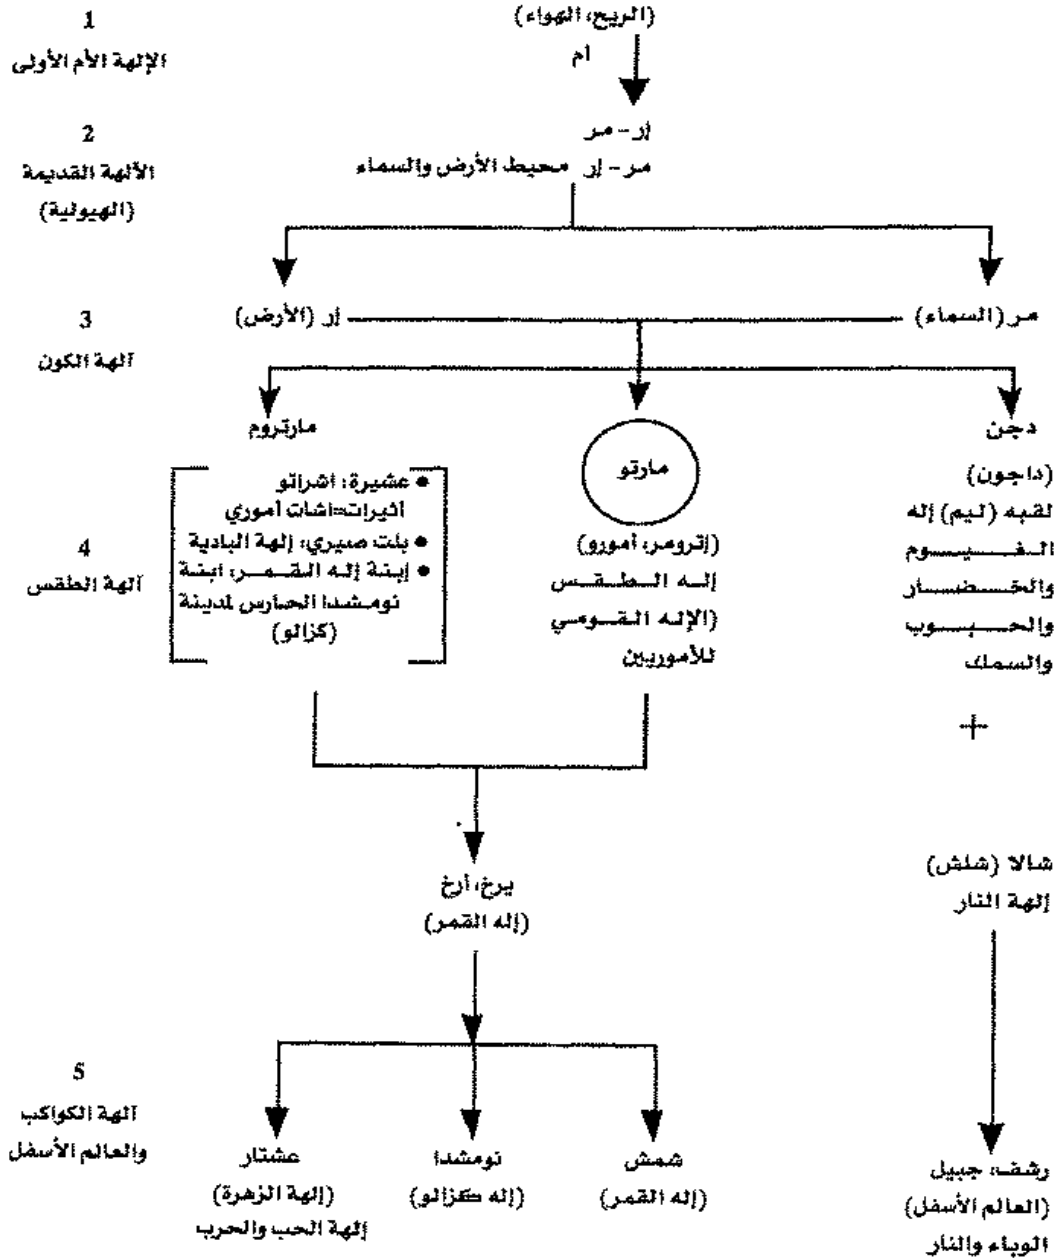 1
الإلهة الأم الأولى
(الريح، الهواء)
ام
2
الآلهة القديمة
(الهيولية)
إر - مر
مر - إر محيط الأرض والسماء
3
آلهة الكون
مر (السماء)
إر (الأرض)
4
آلهة الطقس
دجن
(داجون)
لقبه (ليم) إله
الغيوم
والخضار
والحبوب
والسمك
+
مارتو
(إترومر، أمورو)
إله الطقس
(الإله القومي
للأموريين
مارتروم
• عشيرة: اشراتو
أثيرات=اشات أموري
• بلت صيري، إلهة البادية
• إبنة إله القمر، ابنة
نومشدا الحارس لمدينة
(كزالو)
شالا (شلش)
إلهة النار
يرخ، أرخ
(إله القمر)
5
آلهة الكواكب
والعالم الأسفل
رشف، جبيل
(العالم الأسفل)
الوباء والنار
شمش
(إله القمر)
نومشدا
(إله كزالو)
عشتار
(إلهة الزهرة)
إلهة الحب والحرب